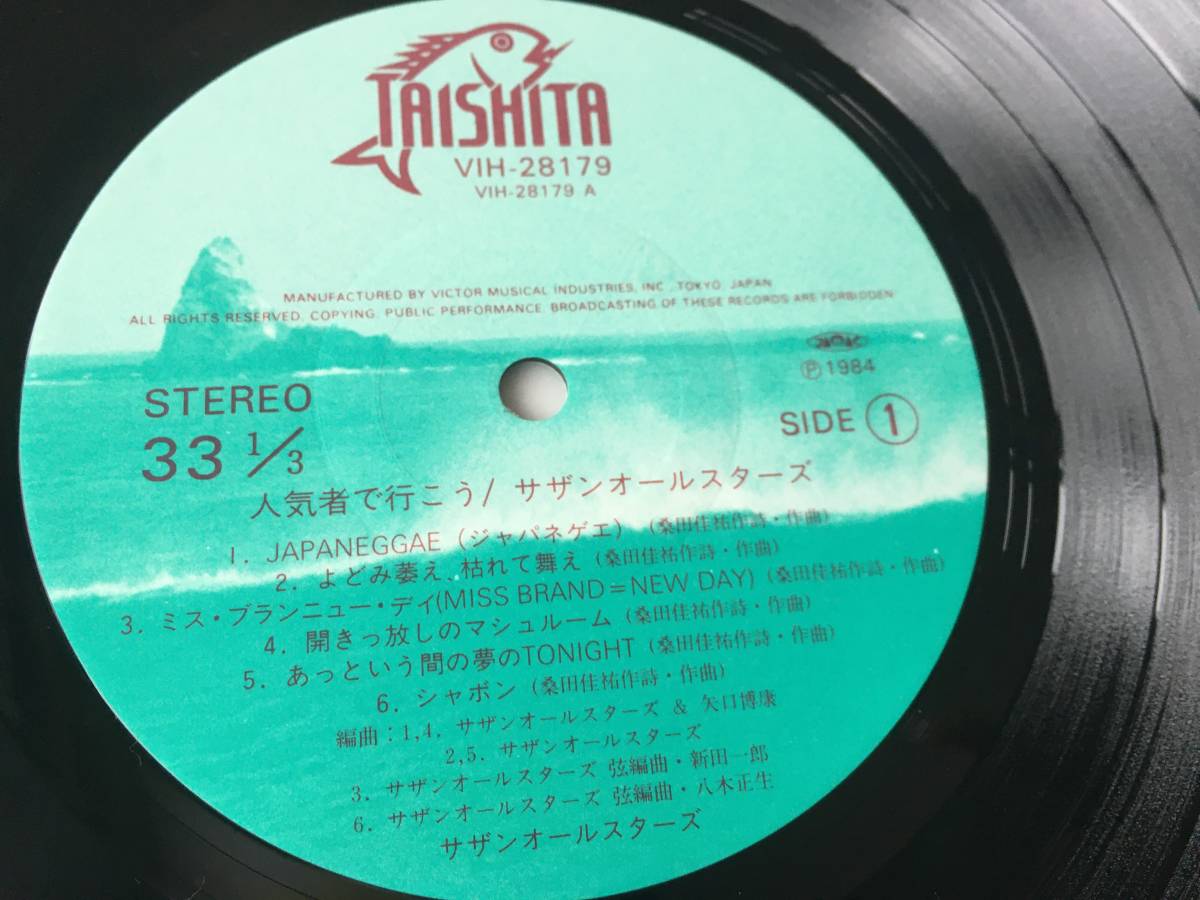 TAISHITA
VIH-28179
VIH-28179 A
MANUFACTURED BY VICTOR MUSICAL INDUSTRIES, INC. TOKYO, JAPAN
ALL RIGHTS RESERVED. COPYING, PUBLIC PERFORMANCE, BROADCASTING OF THESE RECORDS ARE FORBIDDEN
Ⓟ1984
STEREO
SIDE ①
33 1/3
人気者で行こう/ サザンオールスターズ
1. JAPANEGGAE (ジャパネゲエ) (桑田佳祐作詩・作曲)
2. よどみ萎え、枯れて舞え (桑田佳祐作詩・作曲)
3. ミス・ブランニュー・デイ(MISS BRAND=NEW DAY) (桑田佳祐作詩・作曲)
4. 開きっ放しのマシュルーム (桑田佳祐作詩・作曲)
5. あっという間の夢のTONIGHT (桑田佳祐作詩・作曲)
6. シャボン (桑田佳祐作詩・作曲)
編曲：1,4. サザンオールスターズ & 矢口博康
2,5. サザンオールスターズ
3. サザンオールスターズ 弦編曲・新田一郎
6. サザンオールスターズ 弦編曲・八木正生
サザンオールスターズ